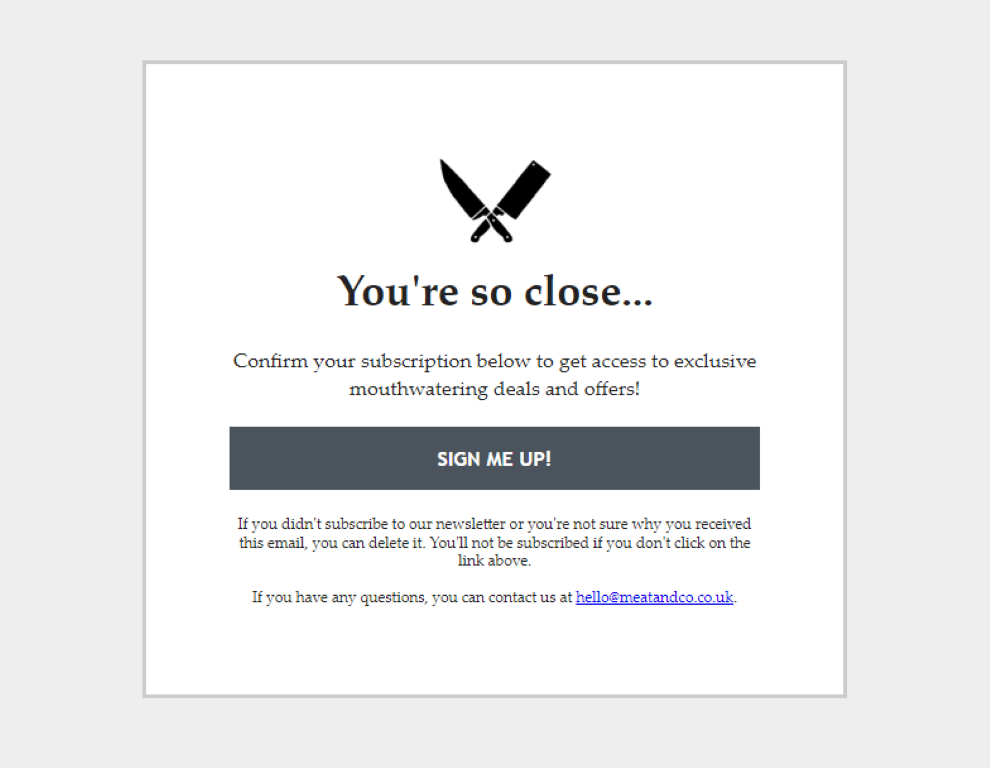 You're so close...
Confirm your subscription below to get access to exclusive
mouthwatering deals and offers!
SIGN ME UP!
If you didn't subscribe to our newsletter or you're not sure why you received
this email, you can delete it. You'll not be subscribed if you don't click on the
link above.
If you have any questions, you can contact us at hello@meatandco.co.uk.